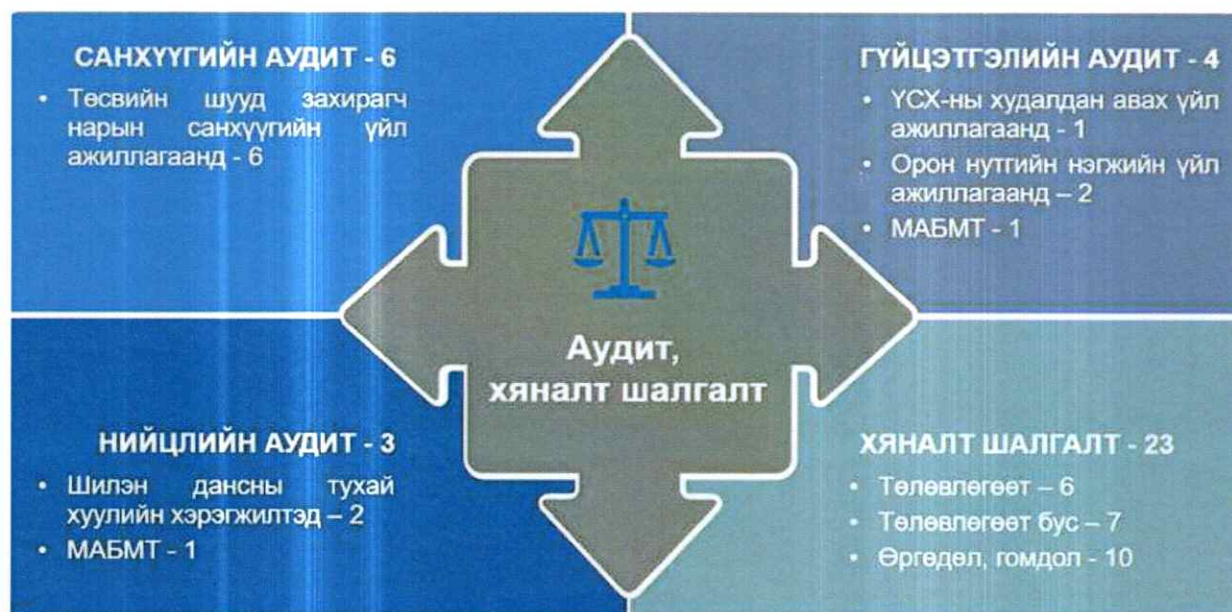 САНХҮҮГИЙН АУДИТ - 6
• Төсвийн шууд захирагч
нарын санхүүгийн үйл
ажиллагаанд - 6
ГҮЙЦЭТГЭЛИЙН АУДИТ - 4
• ҮСХ-ны худалдан авах үйл
ажиллагаанд - 1
• Орон нутгийн нэгжийн үйл
ажиллагаанд – 2
• МАБМТ - 1
Аудит,
хяналт шалгалт
НИЙЦЛИЙН АУДИТ - 3
• Шилэн дансны тухай
хуулийн хэрэгжилтэд – 2
• МАБМТ - 1
ХЯНАЛТ ШАЛГАЛТ - 23
• Төлөвлөгөөт – 6
• Төлөвлөгөөт бус – 7
• Өргөдөл, гомдол - 10